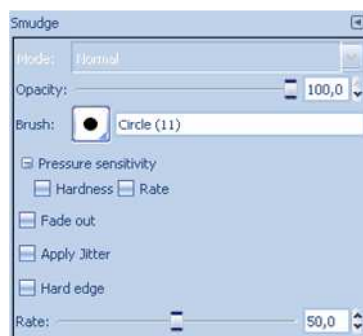 Smudge
Mode: Normal
Opacity: 100,0
Brush: Circle (11)
Pressure sensitivity
Hardness Rate
Fade out
Apply Jitter
Hard edge
Rate: 50,0